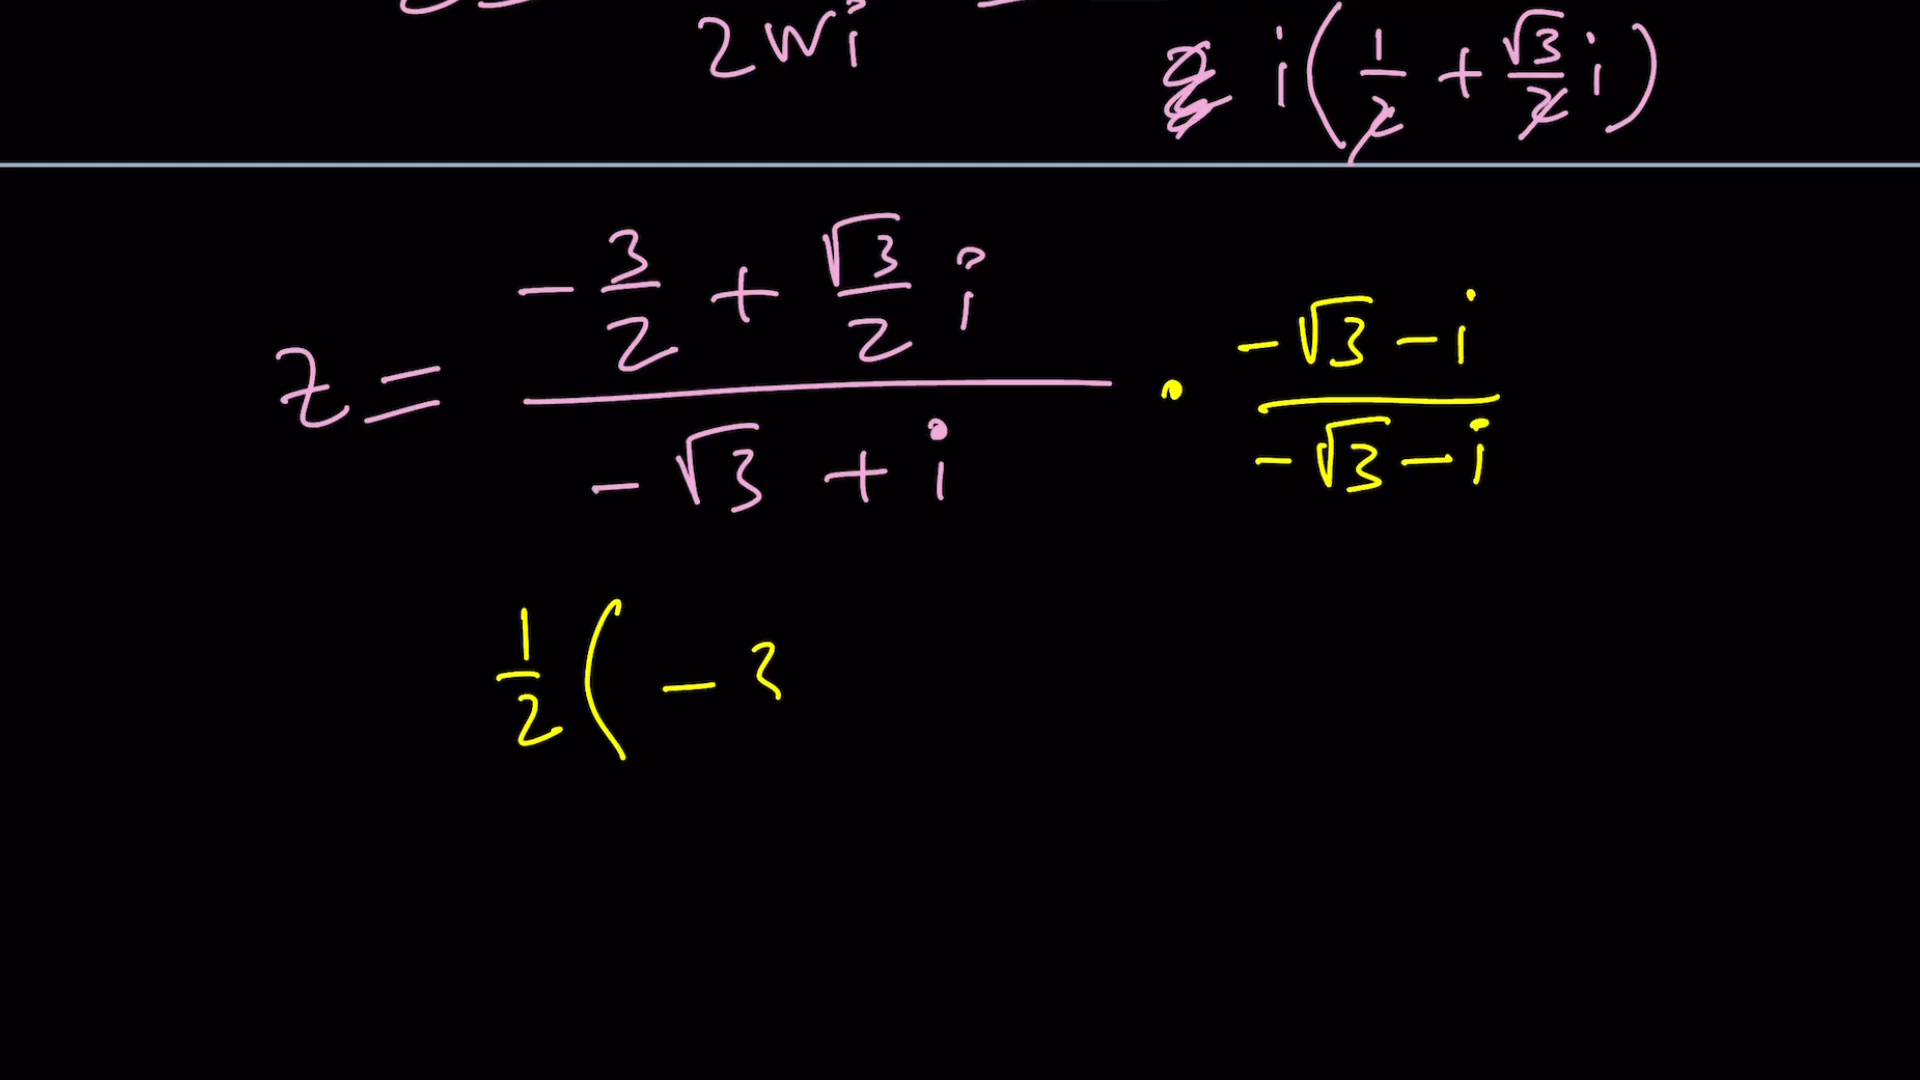 2wi i(1/2 + √3/2 i)
z = (-3/2 + √3/2 i)/(-√3 + i) · (-√3 - i)/(-√3 - i)
1/2 ( - 3